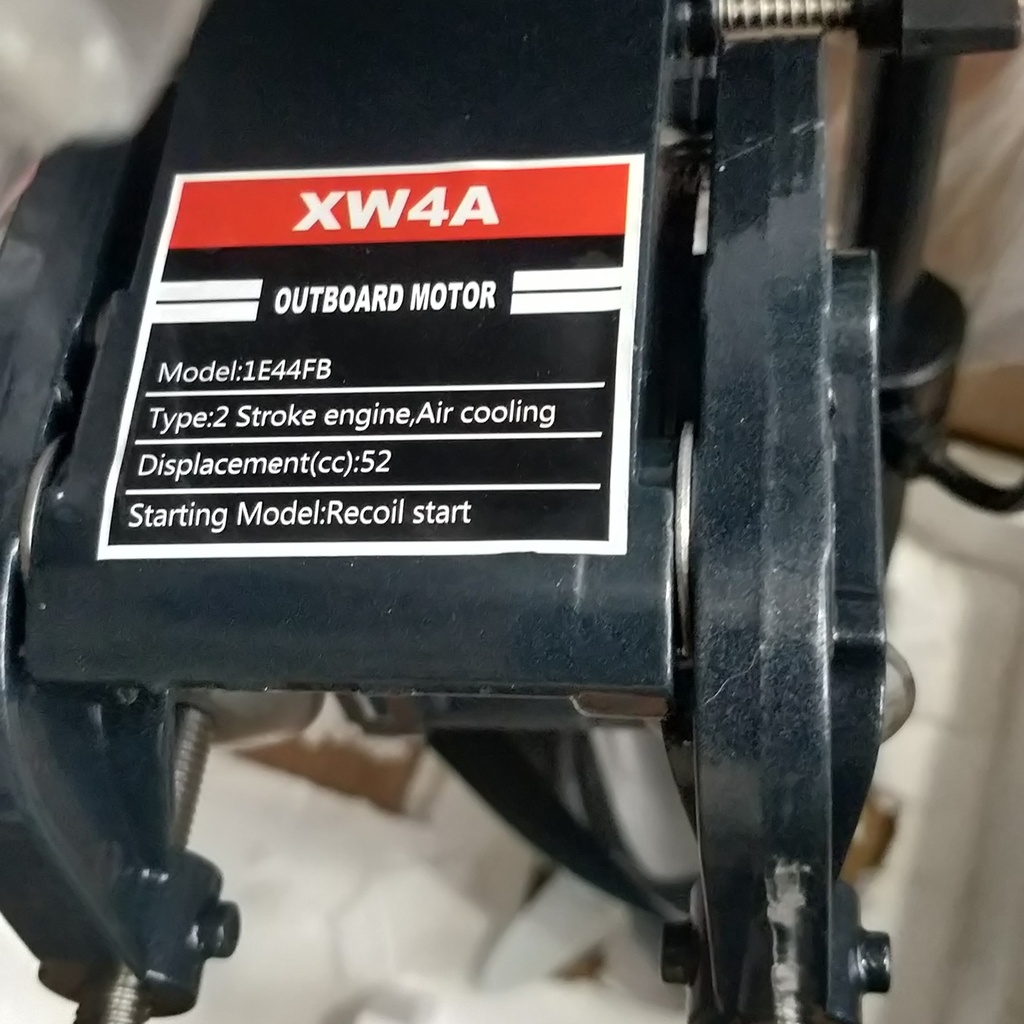 XW4A
OUTBOARD MOTOR
Model:1E44FB
Type:2 Stroke engine,Air cooling
Displacement(cc):52
Starting Model:Recoil start